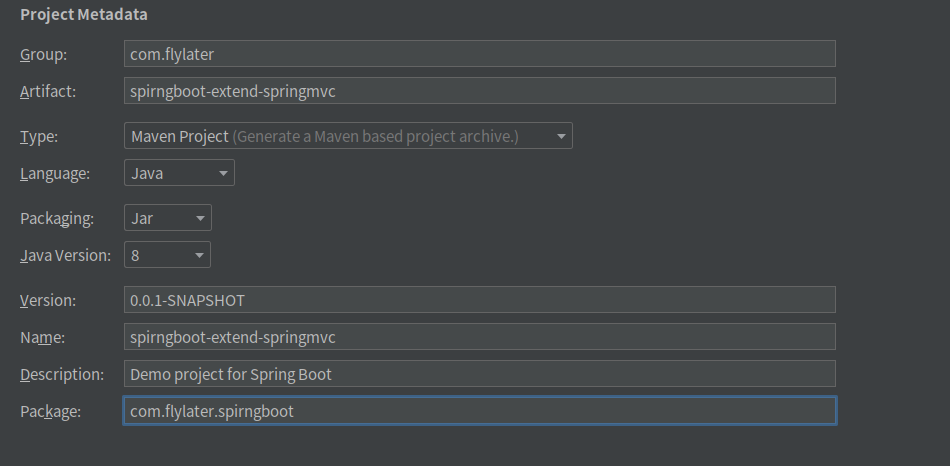 Project Metadata
Group: com.flylater
Artifact: spirngboot-extend-springmvc
Type: Maven Project (Generate a Maven based project archive.)
Language: Java
Packaging: Jar
Java Version: 8
Version: 0.0.1-SNAPSHOT
Name: spirngboot-extend-springmvc
Description: Demo project for Spring Boot
Package: com.flylater.spirngboot